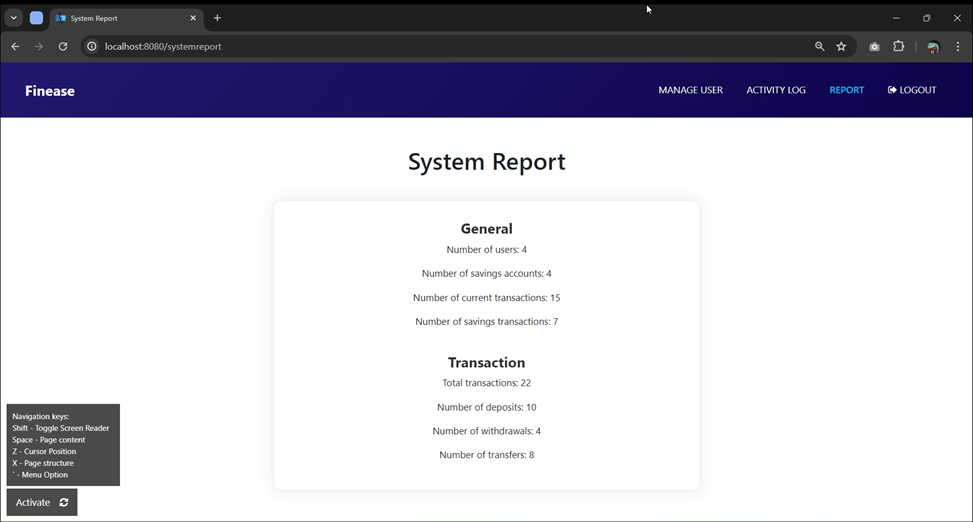 System Report
localhost:8080/systemreport
Finease
MANAGE USER
ACTIVITY LOG
REPORT
LOGOUT
System Report
General
Number of users: 4
Number of savings accounts: 4
Number of current transactions: 15
Number of savings transactions: 7
Transaction
Total transactions: 22
Number of deposits: 10
Number of withdrawals: 4
Number of transfers: 8
Navigation keys:
Shift - Toggle Screen Reader
Space - Page content
Z - Cursor Position
X - Page structure
` - Menu Option
Activate